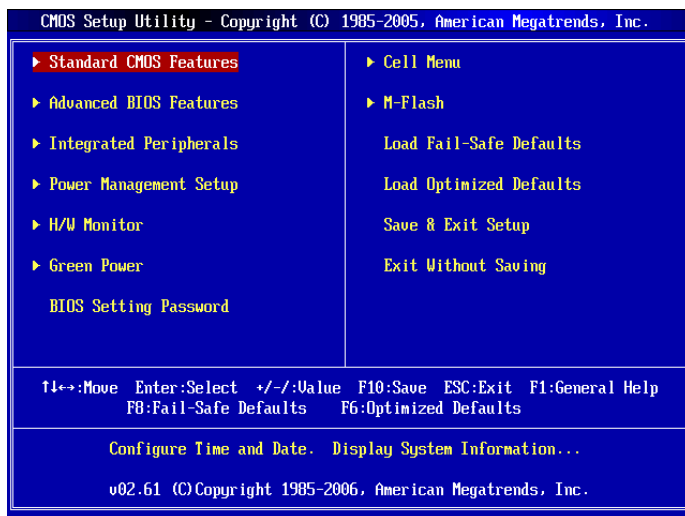 CMOS Setup Utility - Copyright (C) 1985-2005, American Megatrends, Inc.
▶ Standard CMOS Features
▶ Advanced BIOS Features
▶ Integrated Peripherals
▶ Power Management Setup
▶ H/W Monitor
▶ Green Power
BIOS Setting Password
▶ Cell Menu
▶ M-Flash
Load Fail-Safe Defaults
Load Optimized Defaults
Save & Exit Setup
Exit Without Saving
↑↓←→:Move Enter:Select +/-/:Value F10:Save ESC:Exit F1:General Help
F8:Fail-Safe Defaults F6:Optimized Defaults
Configure Time and Date. Display System Information...
v02.61 (C)Copyright 1985-2006, American Megatrends, Inc.